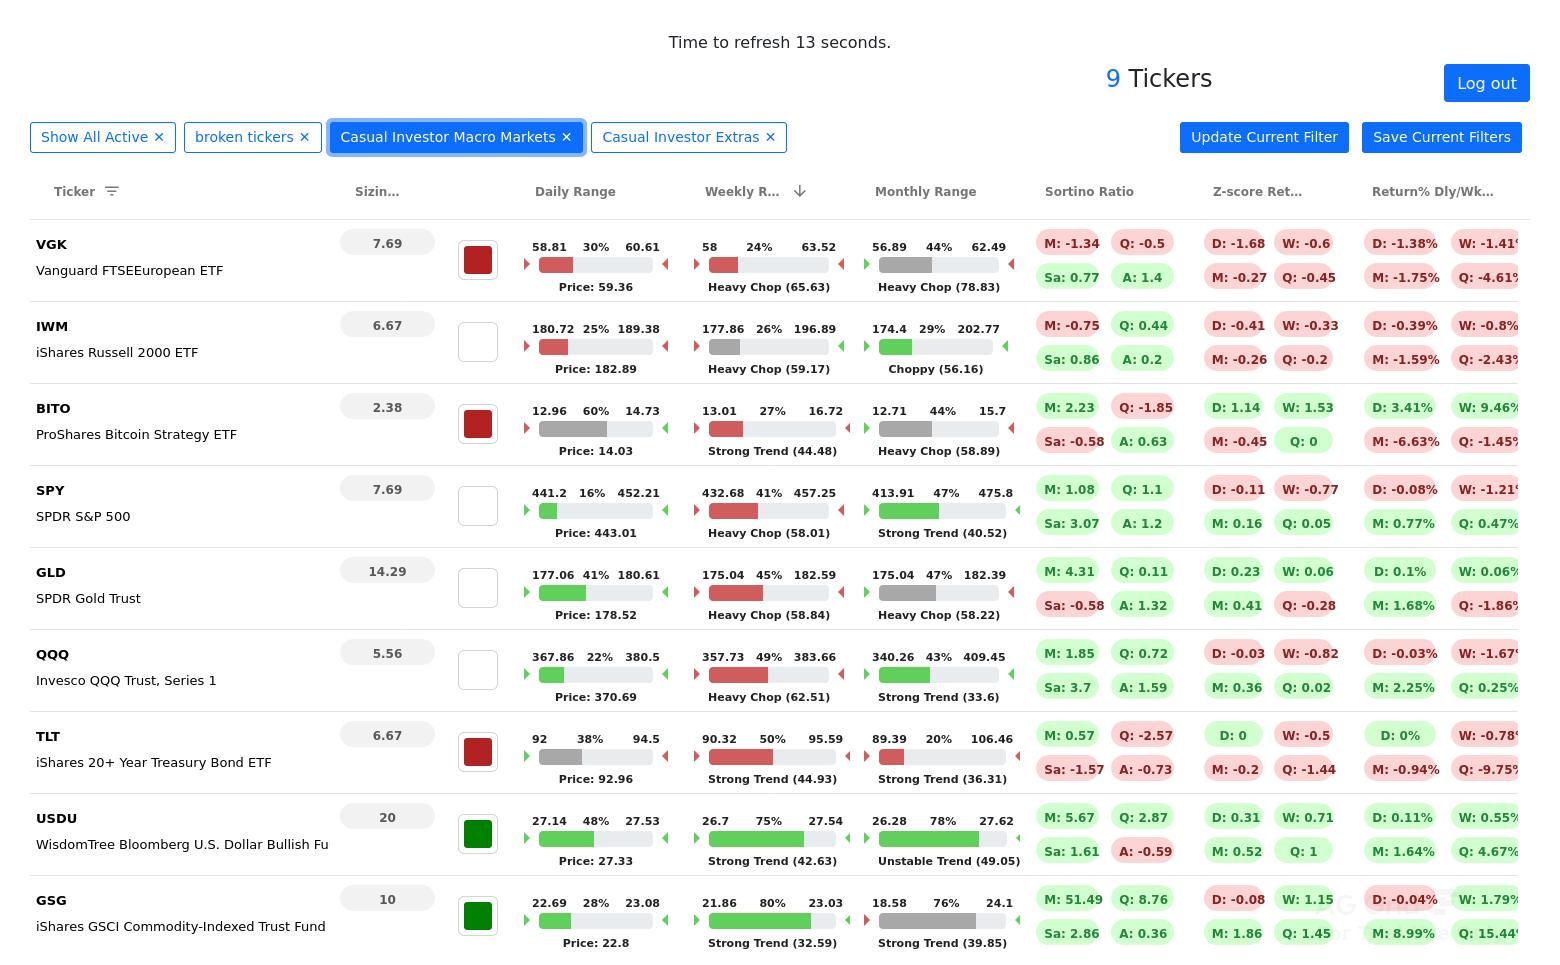 Time to refresh 13 seconds.
9 Tickers
Log out
Show All Active ✕ broken tickers ✕ Casual Investor Macro Markets ✕ Casual Investor Extras ✕ Update Current Filter Save Current Filters
Ticker Sizin... Daily Range Weekly R... Monthly Range Sortino Ratio Z-score Ret... Return% Dly/Wk...
VGK 7.69 58.81 30% 60.61 58 24% 63.52 56.89 44% 62.49 M: -1.34 Q: -0.5 D: -1.68 W: -0.6 D: -1.38% W: -1.41%
Vanguard FTSEEuropean ETF Price: 59.36 Heavy Chop (65.63) Heavy Chop (78.83) Sa: 0.77 A: 1.4 M: -0.27 Q: -0.45 M: -1.75% Q: -4.61%
IWM 6.67 180.72 25% 189.38 177.86 26% 196.89 174.4 29% 202.77 M: -0.75 Q: 0.44 D: -0.41 W: -0.33 D: -0.39% W: -0.8%
iShares Russell 2000 ETF Price: 182.89 Heavy Chop (59.17) Choppy (56.16) Sa: 0.86 A: 0.2 M: -0.26 Q: -0.2 M: -1.59% Q: -2.43%
BITO 2.38 12.96 60% 14.73 13.01 27% 16.72 12.71 44% 15.7 M: 2.23 Q: -1.85 D: 1.14 W: 1.53 D: 3.41% W: 9.46%
ProShares Bitcoin Strategy ETF Price: 14.03 Strong Trend (44.48) Heavy Chop (58.89) Sa: -0.58 A: 0.63 M: -0.45 Q: 0 M: -6.63% Q: -1.45%
SPY 7.69 441.2 16% 452.21 432.68 41% 457.25 413.91 47% 475.8 M: 1.08 Q: 1.1 D: -0.11 W: -0.77 D: -0.08% W: -1.21%
SPDR S&P 500 Price: 443.01 Heavy Chop (58.01) Strong Trend (40.52) Sa: 3.07 A: 1.2 M: 0.16 Q: 0.05 M: 0.77% Q: 0.47%
GLD 14.29 177.06 41% 180.61 175.04 45% 182.59 175.04 47% 182.39 M: 4.31 Q: 0.11 D: 0.23 W: 0.06 D: 0.1% W: 0.06%
SPDR Gold Trust Price: 178.52 Heavy Chop (58.84) Heavy Chop (58.22) Sa: -0.58 A: 1.32 M: 0.41 Q: -0.28 M: 1.68% Q: -1.86%
QQQ 5.56 367.86 22% 380.5 357.73 49% 383.66 340.26 43% 409.45 M: 1.85 Q: 0.72 D: -0.03 W: -0.82 D: -0.03% W: -1.67%
Invesco QQQ Trust, Series 1 Price: 370.69 Heavy Chop (62.51) Strong Trend (33.6) Sa: 3.7 A: 1.59 M: 0.36 Q: 0.02 M: 2.25% Q: 0.25%
TLT 6.67 92 38% 94.5 90.32 50% 95.59 89.39 20% 106.46 M: 0.57 Q: -2.57 D: 0 W: -0.5 D: 0% W: -0.78%
iShares 20+ Year Treasury Bond ETF Price: 92.96 Strong Trend (44.93) Strong Trend (36.31) Sa: -1.57 A: -0.73 M: -0.2 Q: -1.44 M: -0.94% Q: -9.75%
USDU 20 27.14 48% 27.53 26.7 75% 27.54 26.28 78% 27.62 M: 5.67 Q: 2.87 D: 0.31 W: 0.71 D: 0.11% W: 0.55%
WisdomTree Bloomberg U.S. Dollar Bullish Fu Price: 27.33 Strong Trend (42.63) Unstable Trend (49.05) Sa: 1.61 A: -0.59 M: 0.52 Q: 1 M: 1.64% Q: 4.67%
GSG 10 22.69 28% 23.08 21.86 80% 23.03 18.58 76% 24.1 M: 51.49 Q: 8.76 D: -0.08 W: 1.15 D: -0.04% W: 1.79%
iShares GSCI Commodity-Indexed Trust Fund Price: 22.8 Strong Trend (32.59) Strong Trend (39.85) Sa: 2.86 A: 0.36 M: 1.86 Q: 1.45 M: 8.99% Q: 15.44%